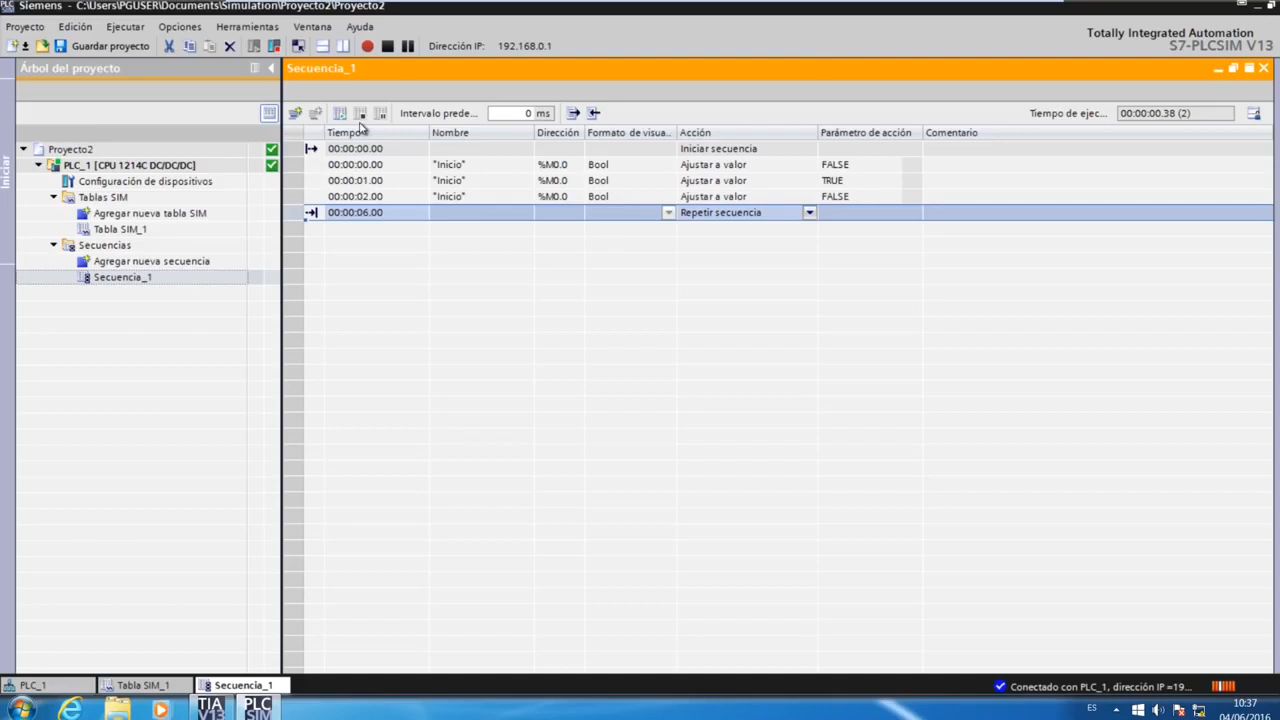 Siemens - C:\Users\PGUSER\Documents\Simulation\Proyecto2\Proyecto2
Proyecto Edición Ejecutar Opciones Herramientas Ventana Ayuda
Guardar proyecto Dirección IP: 192.168.0.1
Totally Integrated Automation
S7-PLCSIM V13
Árbol del proyecto
Secuencia_1
Intervalo prede... 0 ms Tiempo de ejec... 00:00:00.38 (2)
Tiempo Nombre Dirección Formato de visua... Acción Parámetro de acción Comentario
00:00:00.00 Iniciar secuencia
00:00:00.00 "Inicio" %M0.0 Bool Ajustar a valor FALSE
00:00:01.00 "Inicio" %M0.0 Bool Ajustar a valor TRUE
00:00:02.00 "Inicio" %M0.0 Bool Ajustar a valor FALSE
00:00:06.00 Repetir secuencia
Iniciar
Proyecto2
PLC_1 [CPU 1214C DC/DC/DC]
Configuración de dispositivos
Tablas SIM
Agregar nueva tabla SIM
Tabla SIM_1
Secuencias
Agregar nueva secuencia
Secuencia_1
PLC_1 Tabla SIM_1 Secuencia_1
Conectado con PLC_1, dirección IP =19...
TIA V13
PLC SIM
ES
10:37
04/06/2016